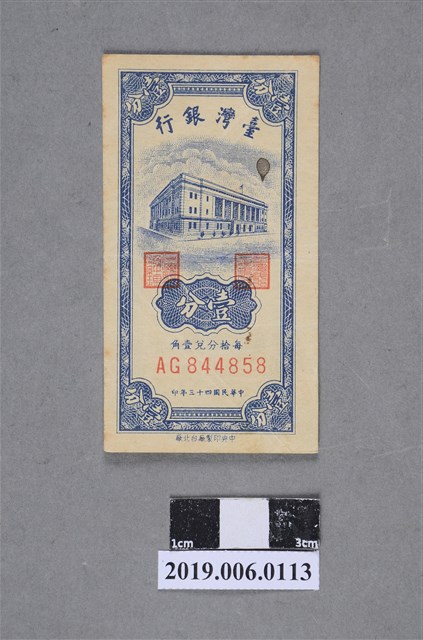 臺灣銀行
壹分
每拾分兌壹角
AG844858
中華民國四十三年印
中央印製廠台北廠
1cm
3cm
2019.006.0113